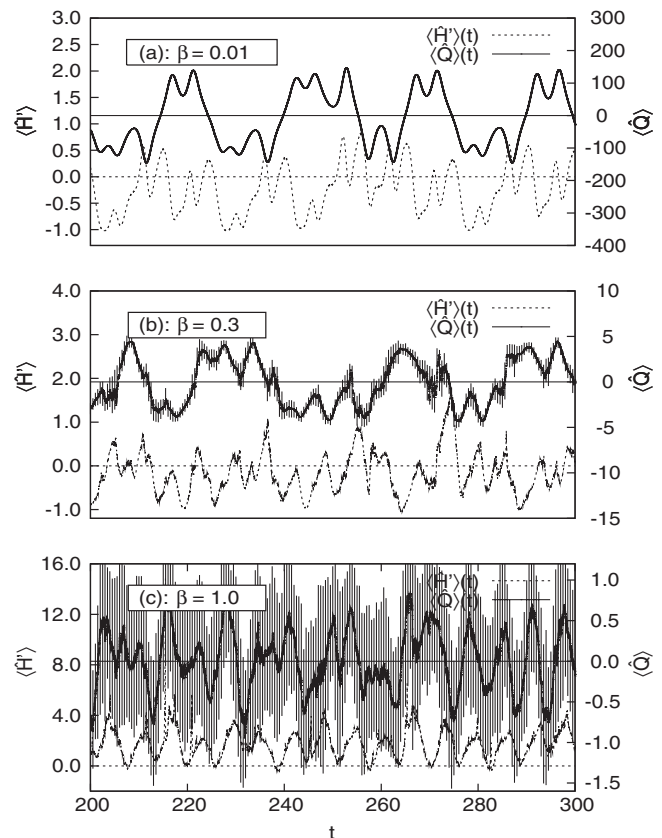 3.0
2.5
2.0
1.5
1.0
0.5
0.0
-0.5
-1.0
⟨Ĥ'⟩
(a): β = 0.01
⟨Ĥ'⟩(t)
⟨Q̂⟩(t)
300
200
100
0
-100
-200
-300
-400
⟨Q̂⟩
4.0
3.0
2.0
1.0
0.0
-1.0
⟨Ĥ'⟩
(b): β = 0.3
⟨Ĥ'⟩(t)
⟨Q̂⟩(t)
10
5
0
-5
-10
-15
⟨Q̂⟩
16.0
12.0
8.0
4.0
0.0
⟨Ĥ'⟩
(c): β = 1.0
⟨Ĥ'⟩(t)
⟨Q̂⟩(t)
1.0
0.5
0.0
-0.5
-1.0
-1.5
⟨Q̂⟩
200 220 240 260 280 300
t